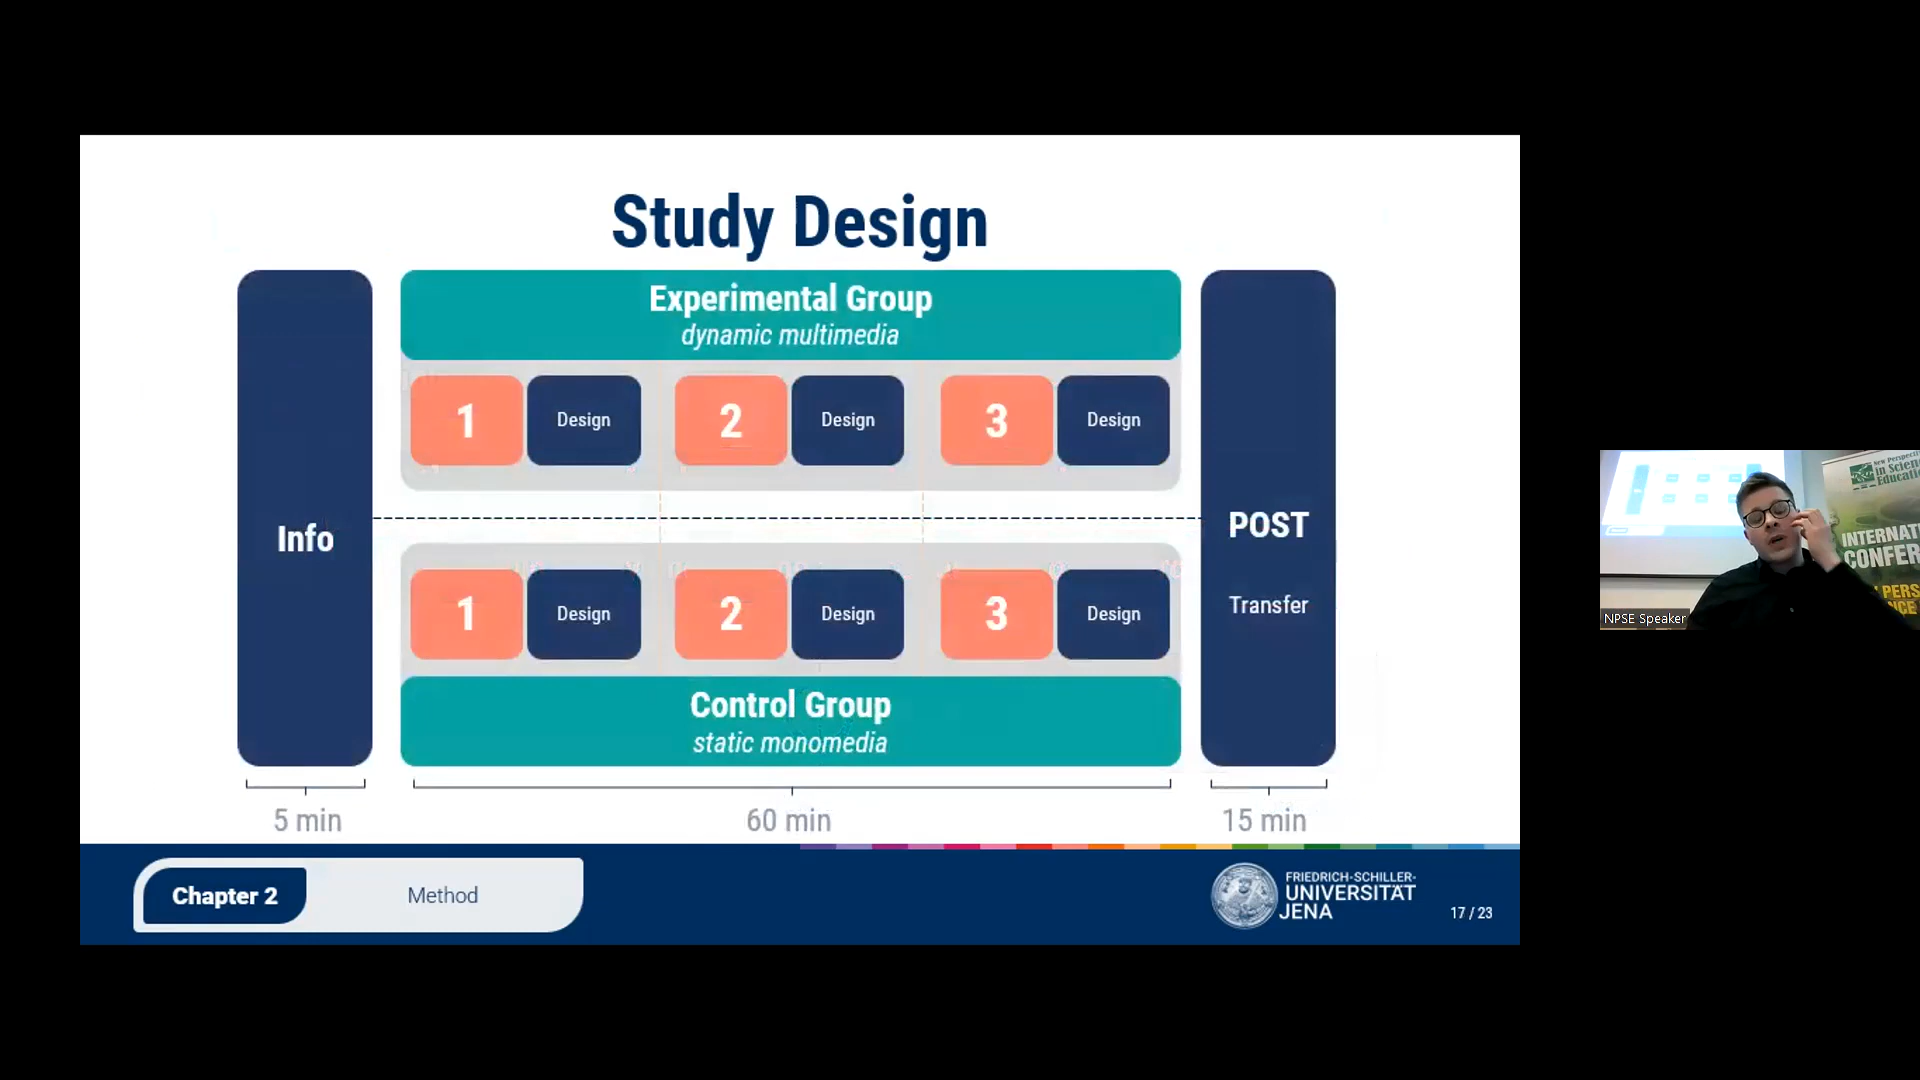 Study Design
Info
Experimental Group
dynamic multimedia
1
Design
2
Design
3
Design
1
Design
2
Design
3
Design
Control Group
static monomedia
POST
Transfer
5 min
60 min
15 min
Chapter 2
Method
FRIEDRICH-SCHILLER-
UNIVERSITÄT
JENA
17 / 23
NPSE Speaker
New
in